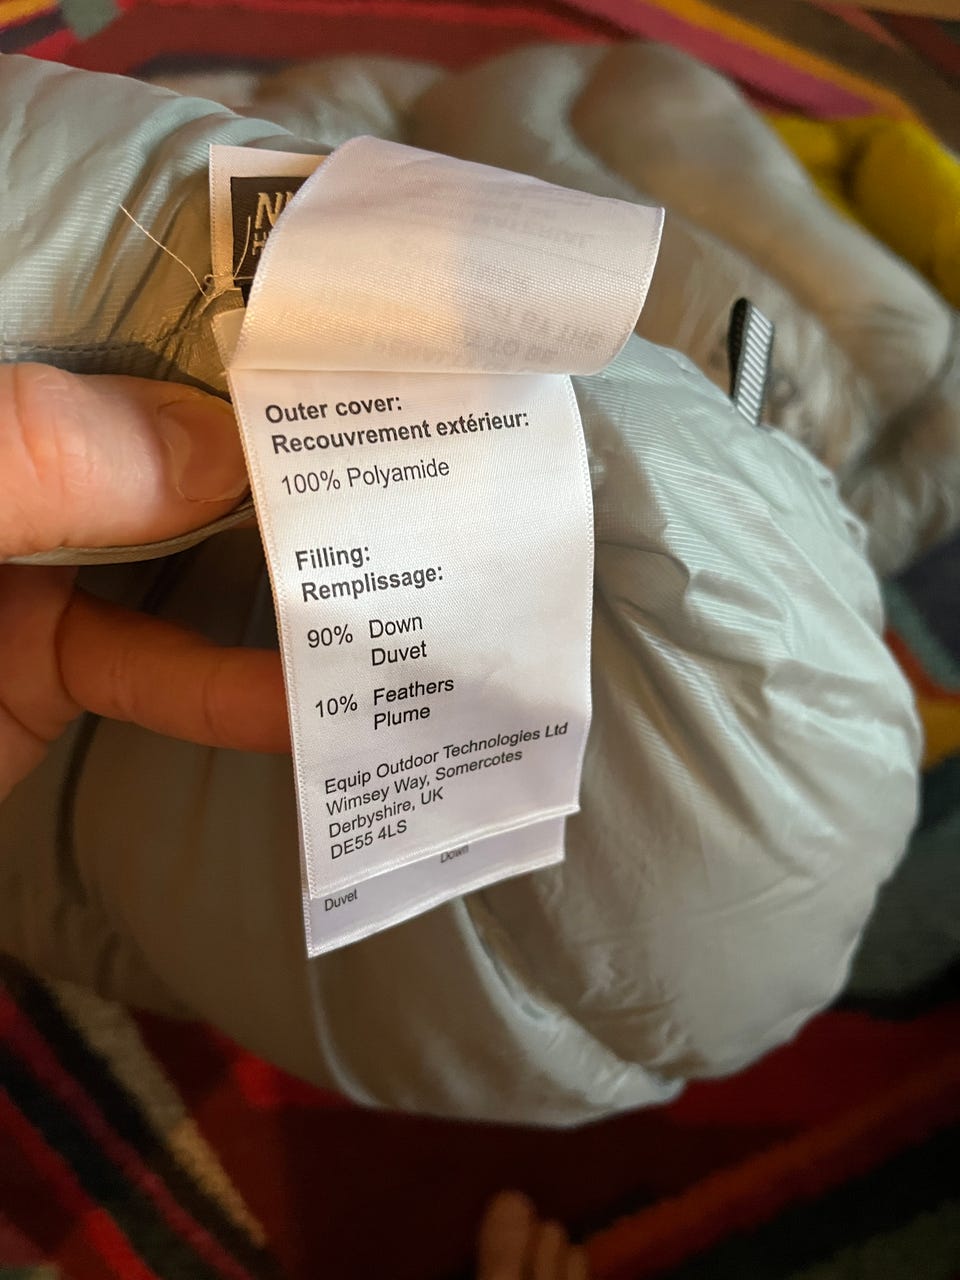 Outer cover:
Recouvrement extérieur:
100% Polyamide
Filling:
Remplissage:
90% Down
Duvet
10% Feathers
Plume
Equip Outdoor Technologies Ltd
Wimsey Way, Somercotes
Derbyshire, UK
DE55 4LS
Down
Duvet